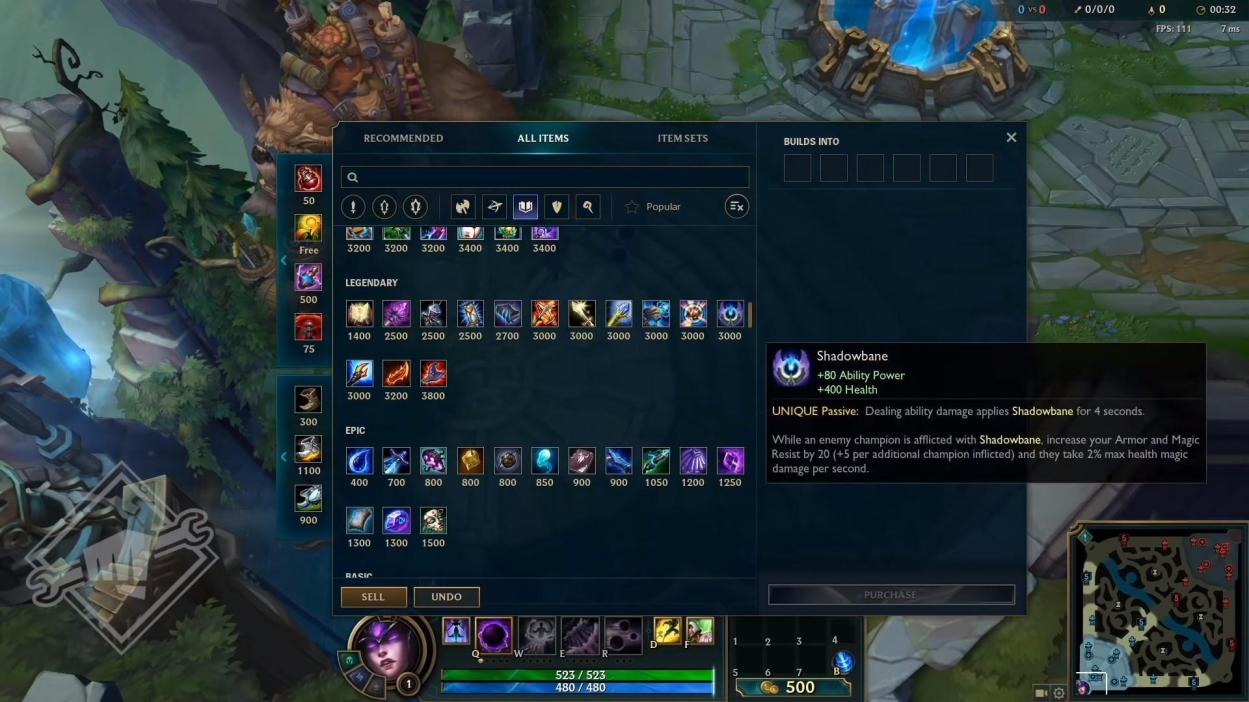 0 vs 0 0/0/0 0 00:32
FPS: 111 7 ms
RECOMMENDED ALL ITEMS ITEM SETS
BUILDS INTO
Popular
50
Free
500
75
300
1100
900
3200 3200 3200 3400 3400 3400
LEGENDARY
1400 2500 2500 2500 2700 3000 3000 3000 3000 3000 3000
3000 3200 3800
EPIC
400 700 800 800 800 850 900 900 1050 1200 1250
1300 1300 1500
BASIC
SELL UNDO
Shadowbane
+80 Ability Power
+400 Health
UNIQUE Passive: Dealing ability damage applies Shadowbane for 4 seconds.
While an enemy champion is afflicted with Shadowbane, increase your Armor and Magic
Resist by 20 (+5 per additional champion inflicted) and they take 2% max health magic
damage per second.
PURCHASE
Q W E R D F
1 2 3 4
5 6 7 B
1
523 / 523
480 / 480
500